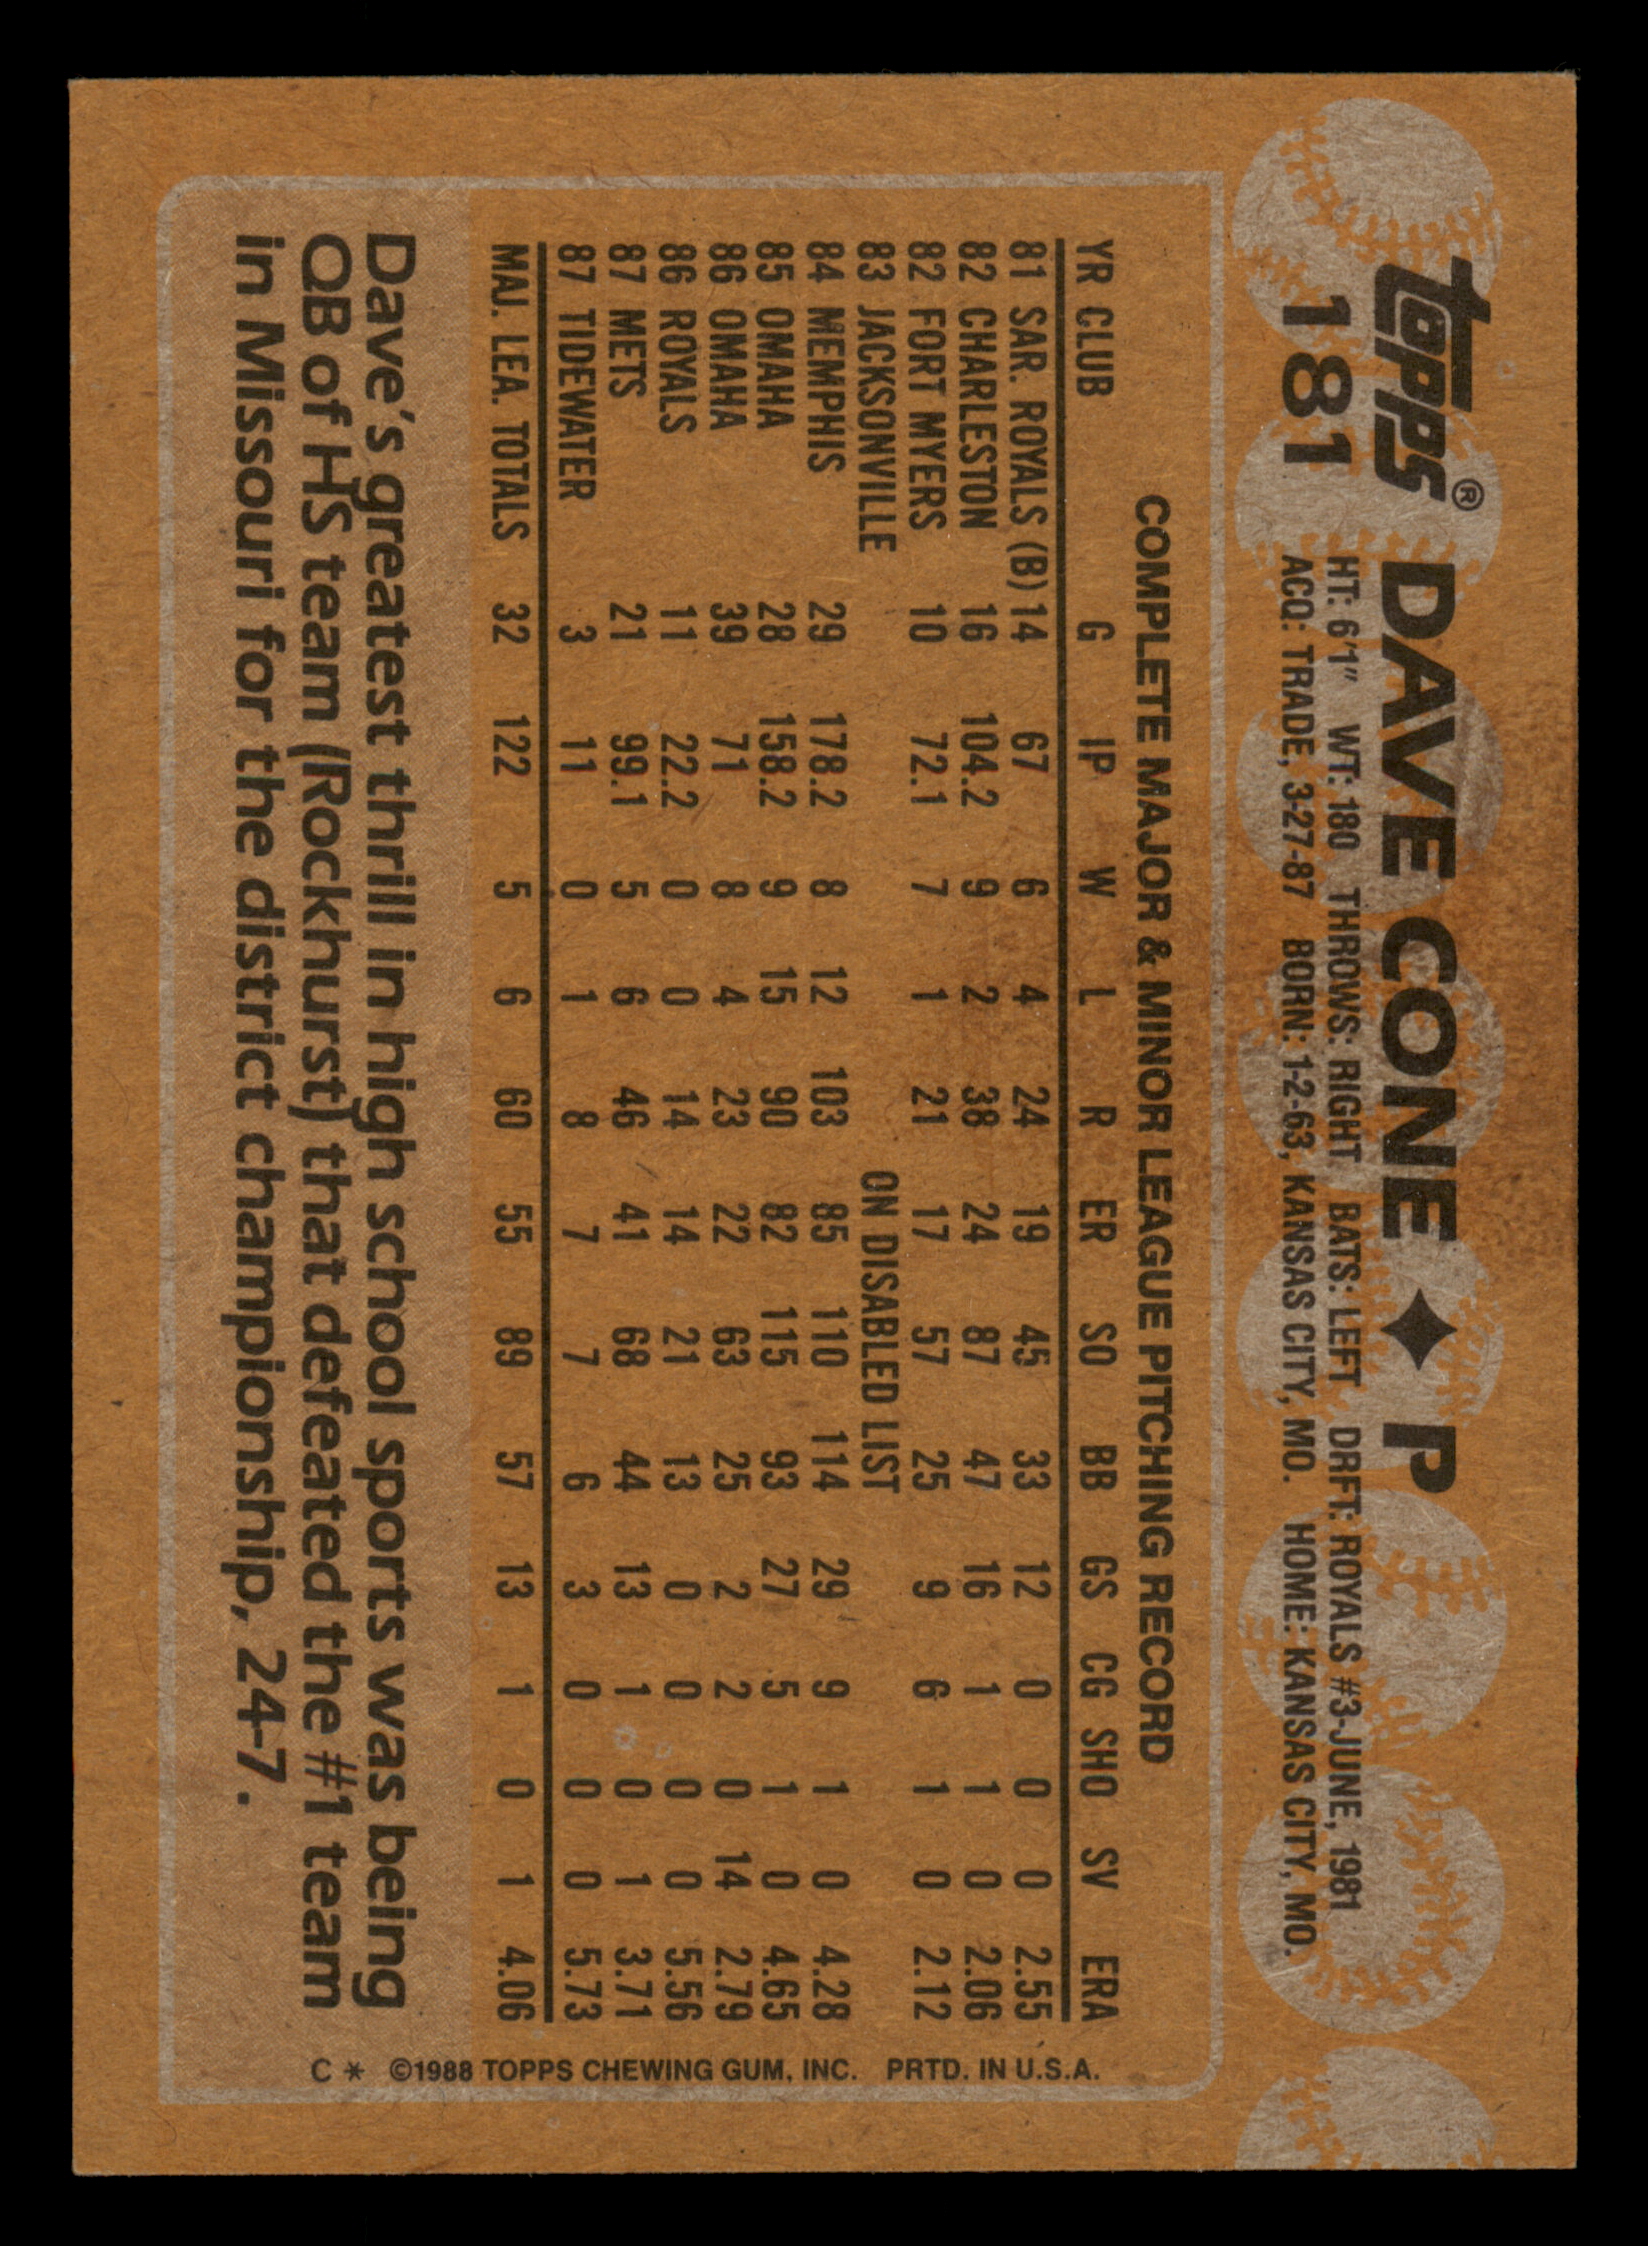 Topps® DAVE CONE ✦ P
181 HT: 6'1" WT: 180 THROWS: RIGHT BATS: LEFT DRFT: ROYALS #3-JUNE, 1981
ACQ: TRADE, 3-27-87 BORN: 1-2-63, KANSAS CITY, MO. HOME: KANSAS CITY, MO.
COMPLETE MAJOR & MINOR LEAGUE PITCHING RECORD
YR CLUB G IP W L R ER SO BB GS CG SHO SV ERA
81 SAR. ROYALS (B) 14 67 6 4 24 19 45 33 12 0 0 0 2.55
82 CHARLESTON 16 104.2 9 2 38 24 87 47 16 1 1 0 2.06
82 FORT MYERS 10 72.1 7 1 21 17 57 25 9 6 1 0 2.12
83 JACKSONVILLE ON DISABLED LIST
84 MEMPHIS 29 178.2 8 12 103 85 110 114 29 9 1 0 4.28
85 OMAHA 28 158.2 9 15 90 82 115 93 27 5 1 0 4.65
86 OMAHA 39 71 8 4 23 22 63 25 2 2 0 14 2.79
86 ROYALS 11 22.2 0 0 14 14 21 13 0 0 0 0 5.56
87 METS 21 99.1 5 6 46 41 68 44 13 1 0 1 3.71
87 TIDEWATER 3 11 0 1 8 7 7 6 3 0 0 0 5.73
MAJ. LEA. TOTALS 32 122 5 6 60 55 89 57 13 1 0 1 4.06
Dave's greatest thrill in high school sports was being
QB of HS team (Rockhurst) that defeated the #1 team
in Missouri for the district championship, 24-7.
C* ©1988 TOPPS CHEWING GUM, INC. PRTD. IN U.S.A.